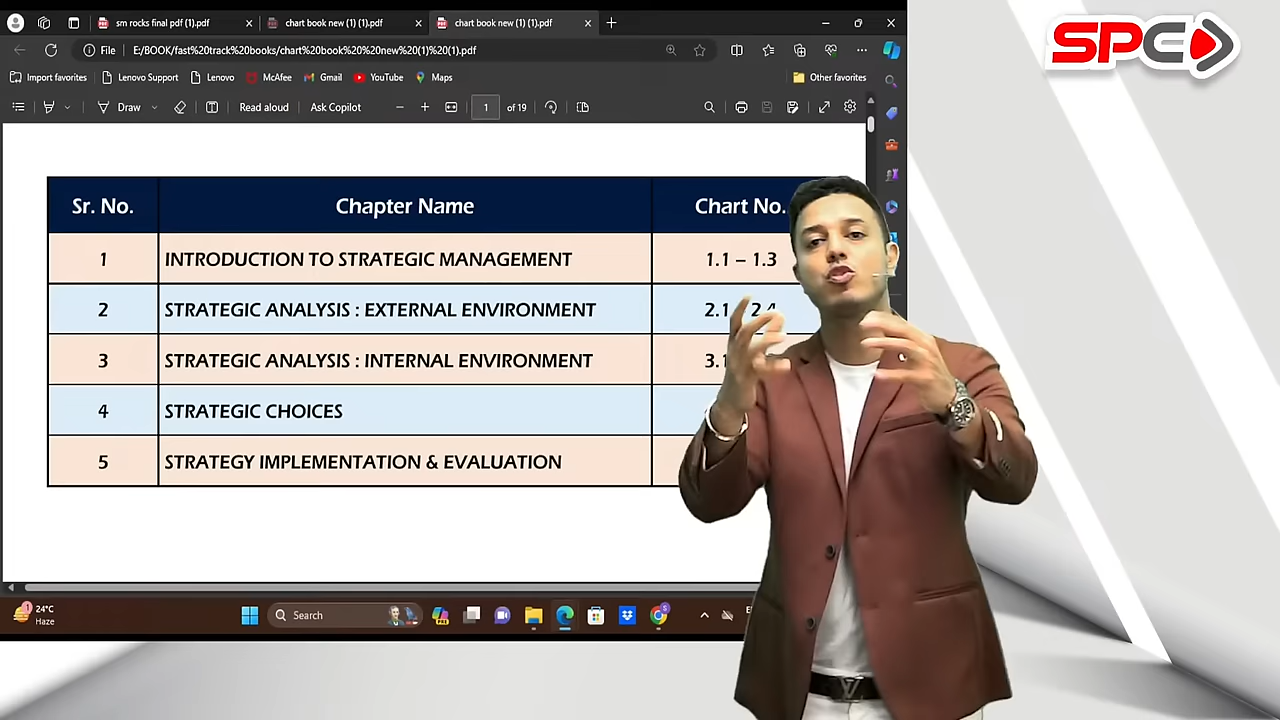 sm rocks final pdf (1).pdf
chart book new (1) (1).pdf
chart book new (1) (1).pdf
File
E:/BOOK/fast%20track%20books/chart%20book%20%20new%20(1)%20(1).pdf
Import favorites
Lenovo Support
Lenovo
McAfee
Gmail
YouTube
Maps
Other favorites
Draw
Read aloud
Ask Copilot
1
of 19
SPC
Sr. No.
Chapter Name
Chart No.
1
INTRODUCTION TO STRATEGIC MANAGEMENT
1.1 – 1.3
2
STRATEGIC ANALYSIS : EXTERNAL ENVIRONMENT
3
STRATEGIC ANALYSIS : INTERNAL ENVIRONMENT
4
STRATEGIC CHOICES
5
STRATEGY IMPLEMENTATION & EVALUATION
1
24°C
Haze
Search